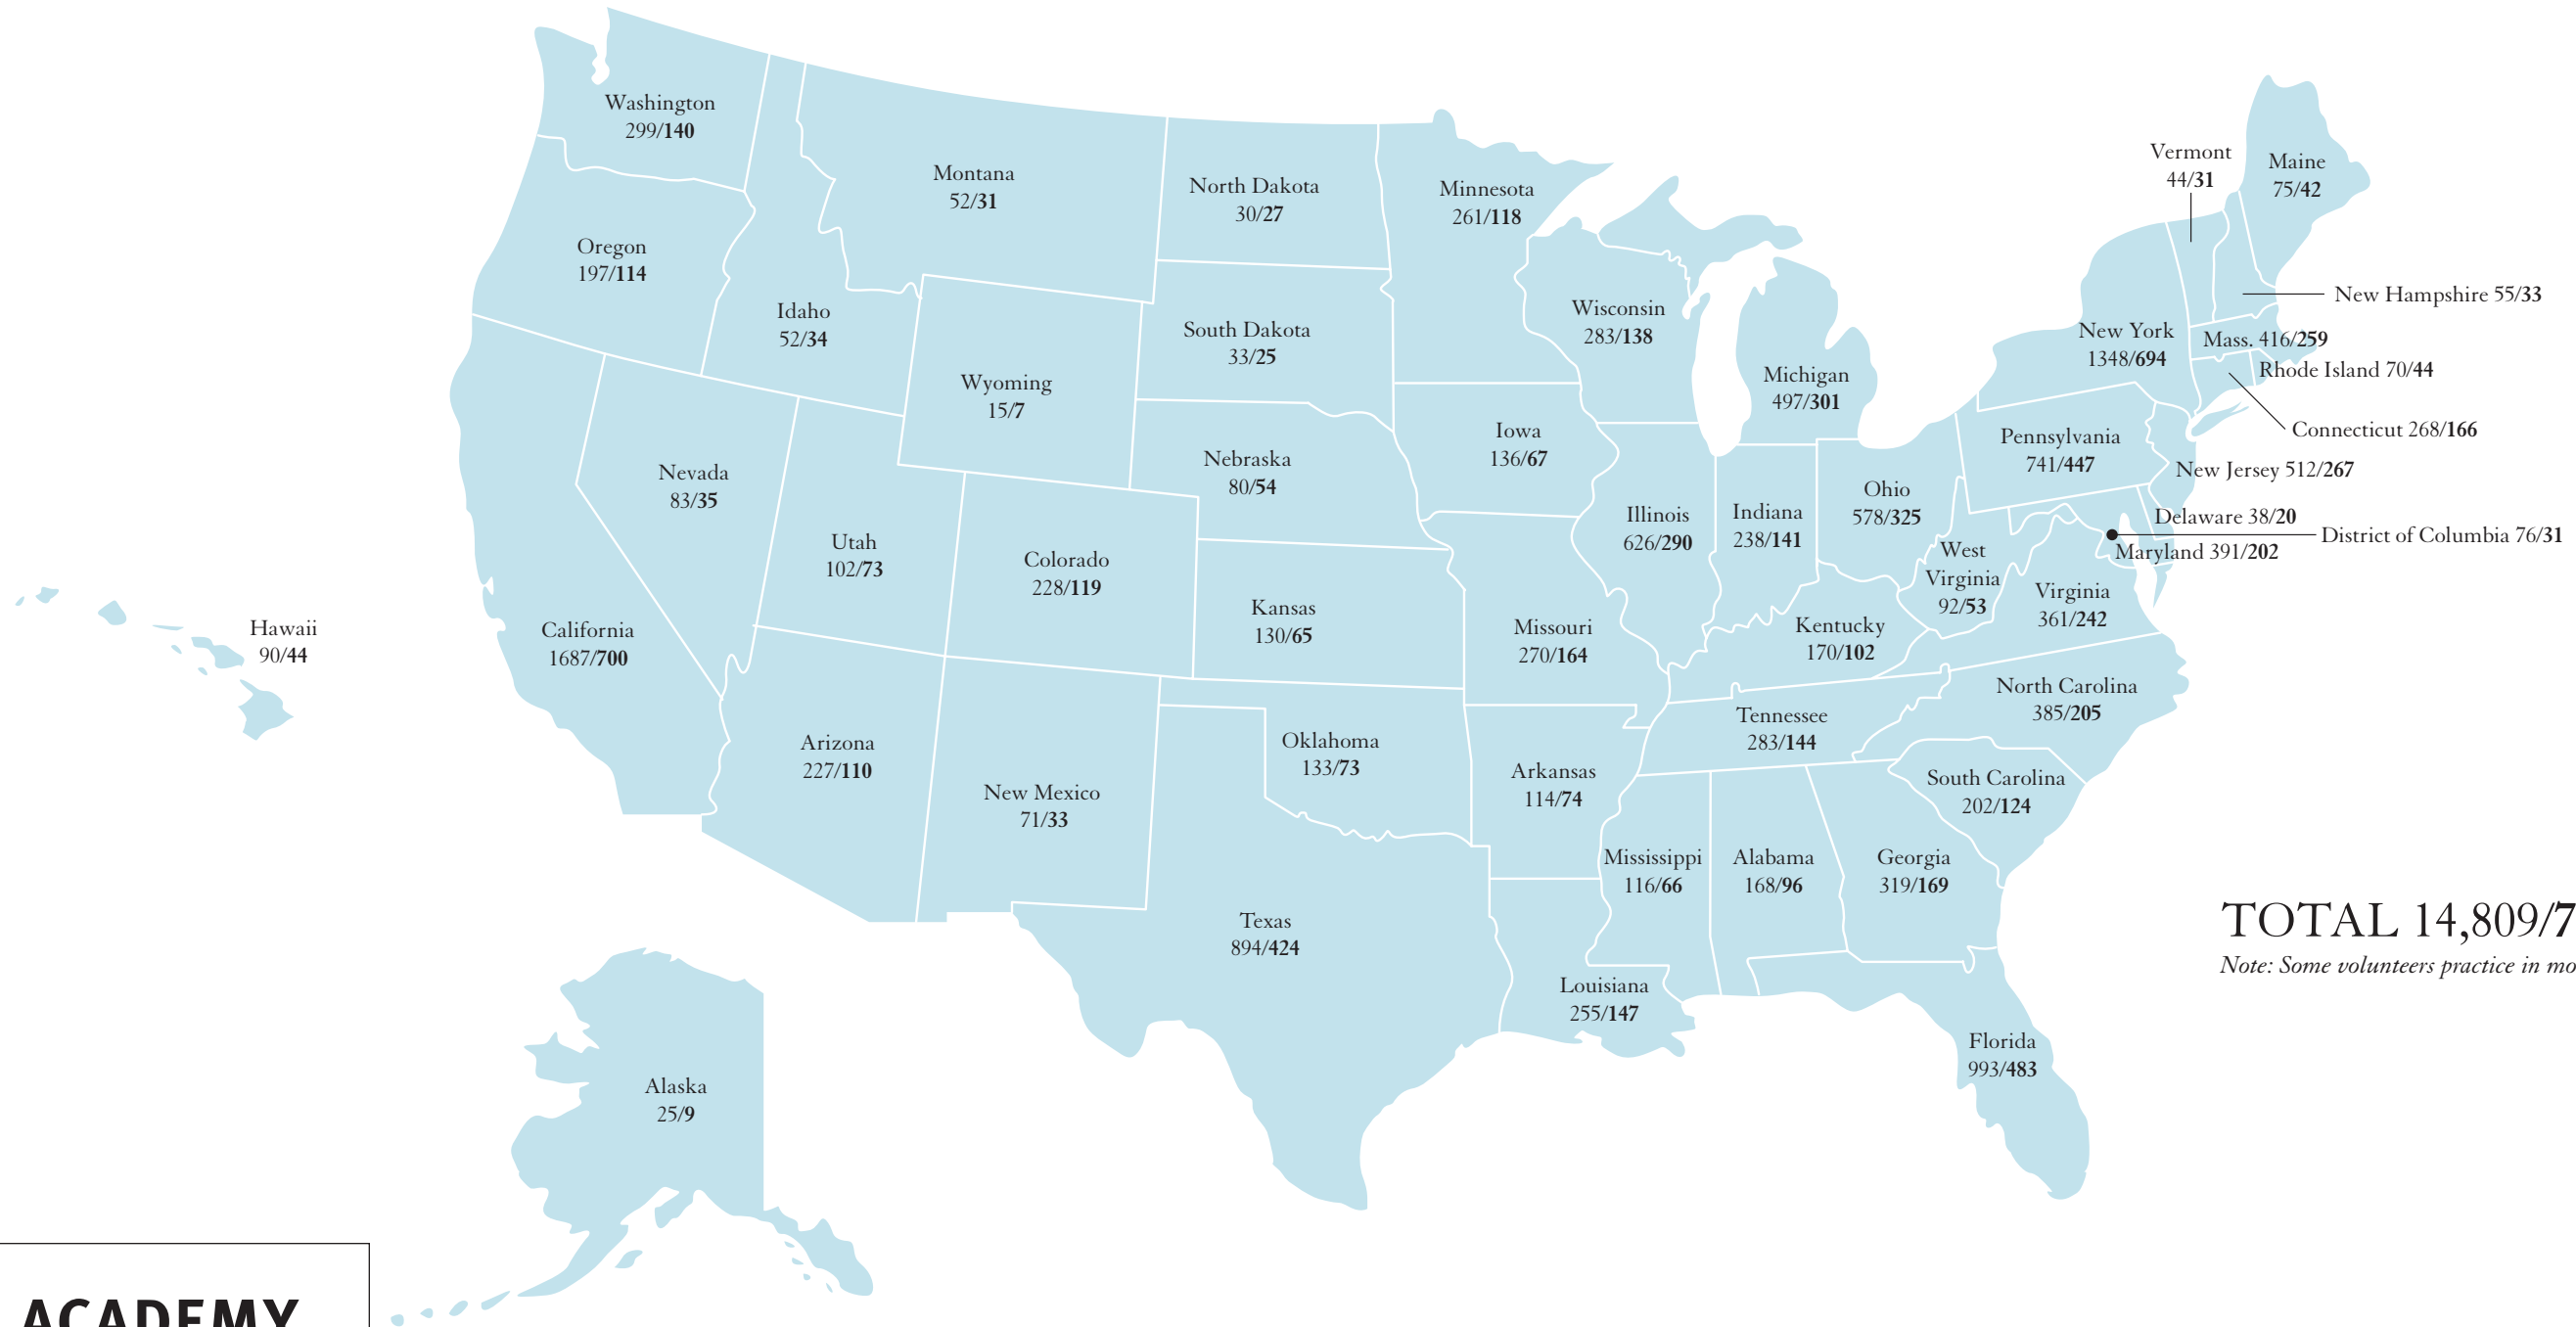 Washington
299/140
Oregon
197/114
Idaho
52/34
Montana
52/31
North Dakota
30/27
Minnesota
261/118
Wisconsin
283/138
Michigan
497/301
Vermont
44/31
Maine
75/42
New Hampshire 55/33
New York
1348/694
Mass. 416/259
Rhode Island 70/44
Connecticut 268/166
Pennsylvania
741/447
New Jersey 512/267
Delaware 38/20
District of Columbia 76/31
Maryland 391/202
South Dakota
33/25
Wyoming
15/7
Nebraska
80/54
Iowa
136/67
Illinois
626/290
Indiana
238/141
Ohio
578/325
West
Virginia
92/53
Virginia
361/242
Nevada
83/35
Utah
102/73
Colorado
228/119
Kansas
130/65
Missouri
270/164
Kentucky
170/102
Hawaii
90/44
California
1687/700
Arizona
227/110
New Mexico
71/33
Oklahoma
133/73
Arkansas
114/74
Tennessee
283/144
North Carolina
385/205
South Carolina
202/124
Mississippi
116/66
Alabama
168/96
Georgia
319/169
Texas
894/424
Louisiana
255/147
Florida
993/483
Alaska
25/9
TOTAL 14,809/7
Note: Some volunteers practice in mo
ACADEMY